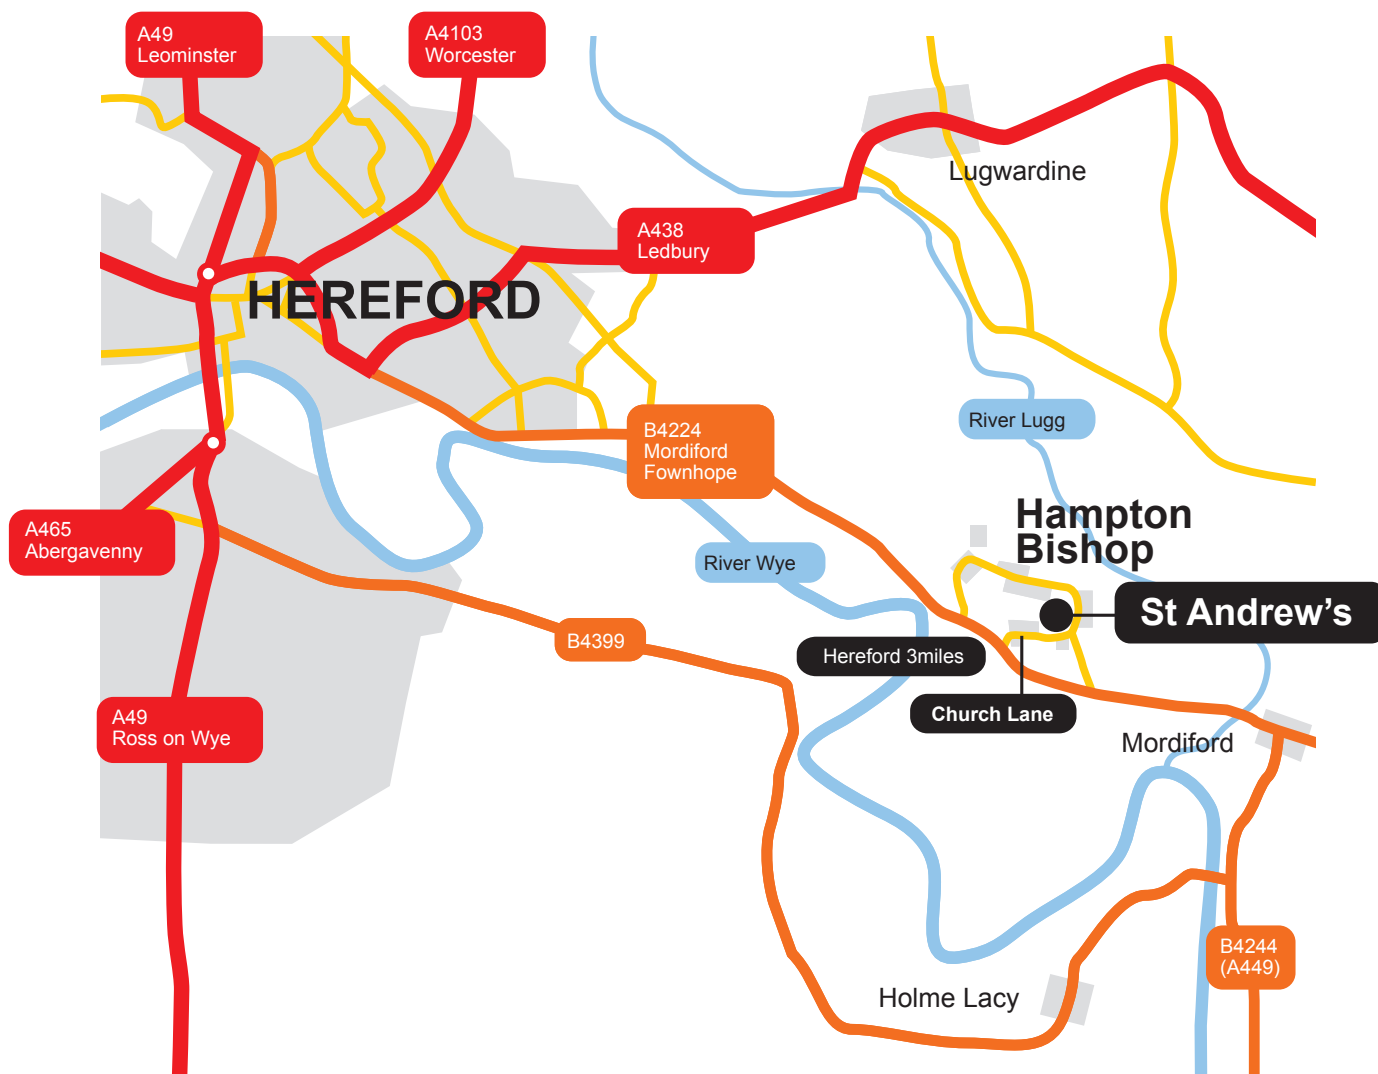 A49
Leominster
A4103
Worcester
Lugwardine
A438
Ledbury
HEREFORD
River Lugg
B4224
Mordiford
Fownhope
A465
Abergavenny
Hampton
Bishop
River Wye
St Andrew's
B4399
Hereford 3miles
Church Lane
A49
Ross on Wye
Mordiford
B4244
(A449)
Holme Lacy